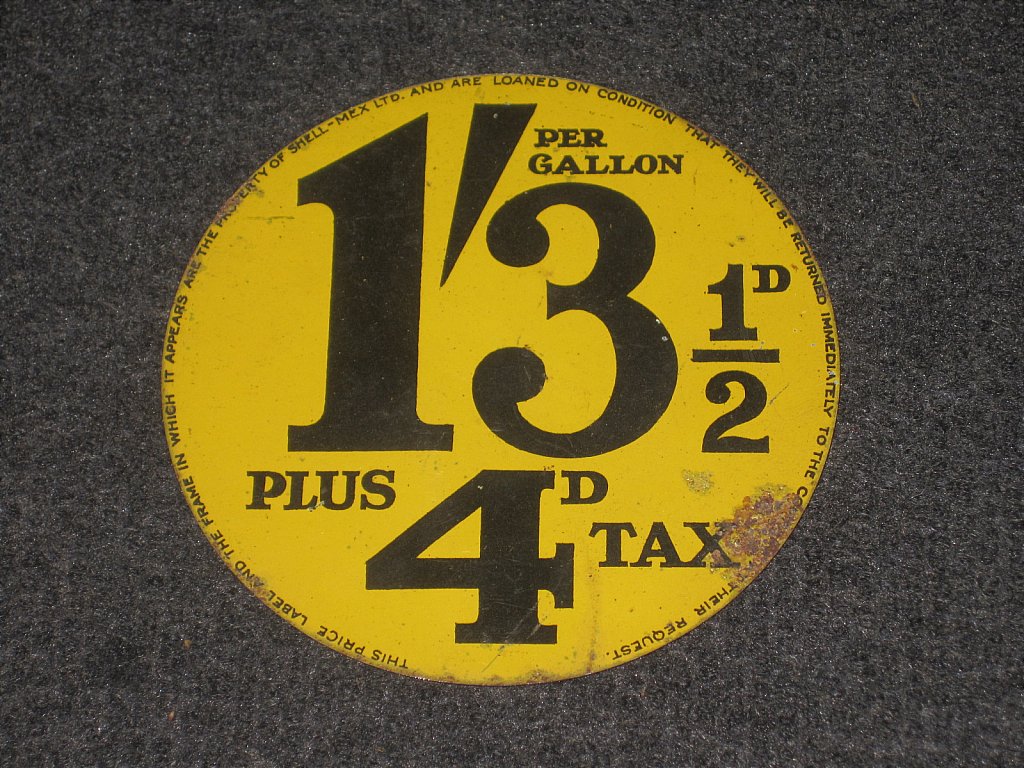 1'3 1/2D
PER
GALLON
PLUS 4D TAX
THIS PRICE LABEL AND THE FRAME IN WHICH IT APPEARS ARE THE PROPERTY OF SHELL-MEX LTD. AND ARE LOANED ON CONDITION THAT THEY WILL BE RETURNED IMMEDIATELY TO THE THEIR REQUEST.